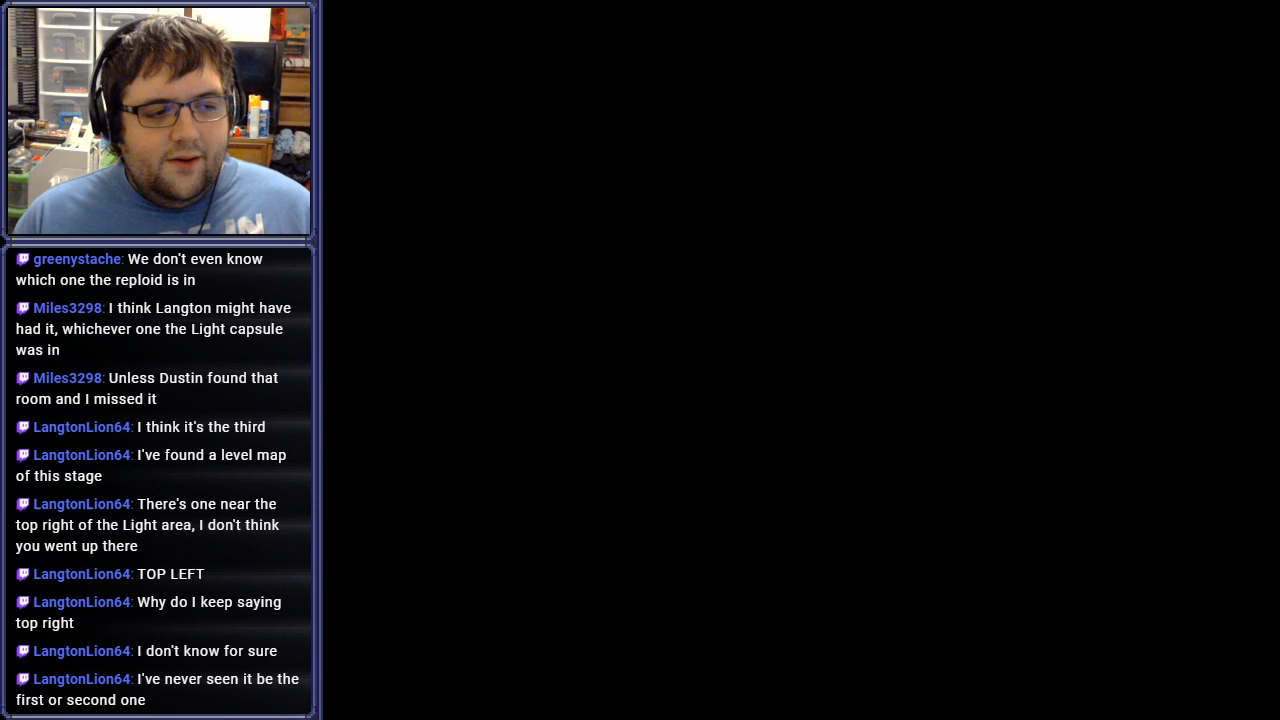 greenystache: We don't even know
which one the reploid is in
Miles3298: I think Langton might have
had it, whichever one the Light capsule
was in
Miles3298: Unless Dustin found that
room and I missed it
LangtonLion64: I think it's the third
LangtonLion64: I've found a level map
of this stage
LangtonLion64: There's one near the
top right of the Light area, I don't think
you went up there
LangtonLion64: TOP LEFT
LangtonLion64: Why do I keep saying
top right
LangtonLion64: I don't know for sure
LangtonLion64: I've never seen it be the
first or second one